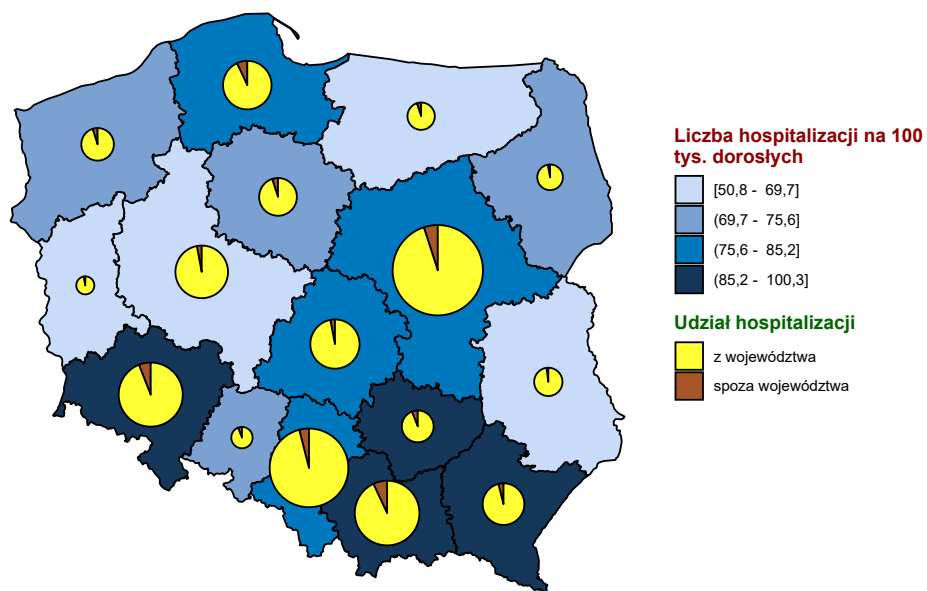 Liczba hospitalizacji na 100
tys. dorosłych
[50,8 - 69,7]
(69,7 - 75,6]
(75,6 - 85,2]
(85,2 - 100,3]
Udział hospitalizacji
z województwa
spoza województwa